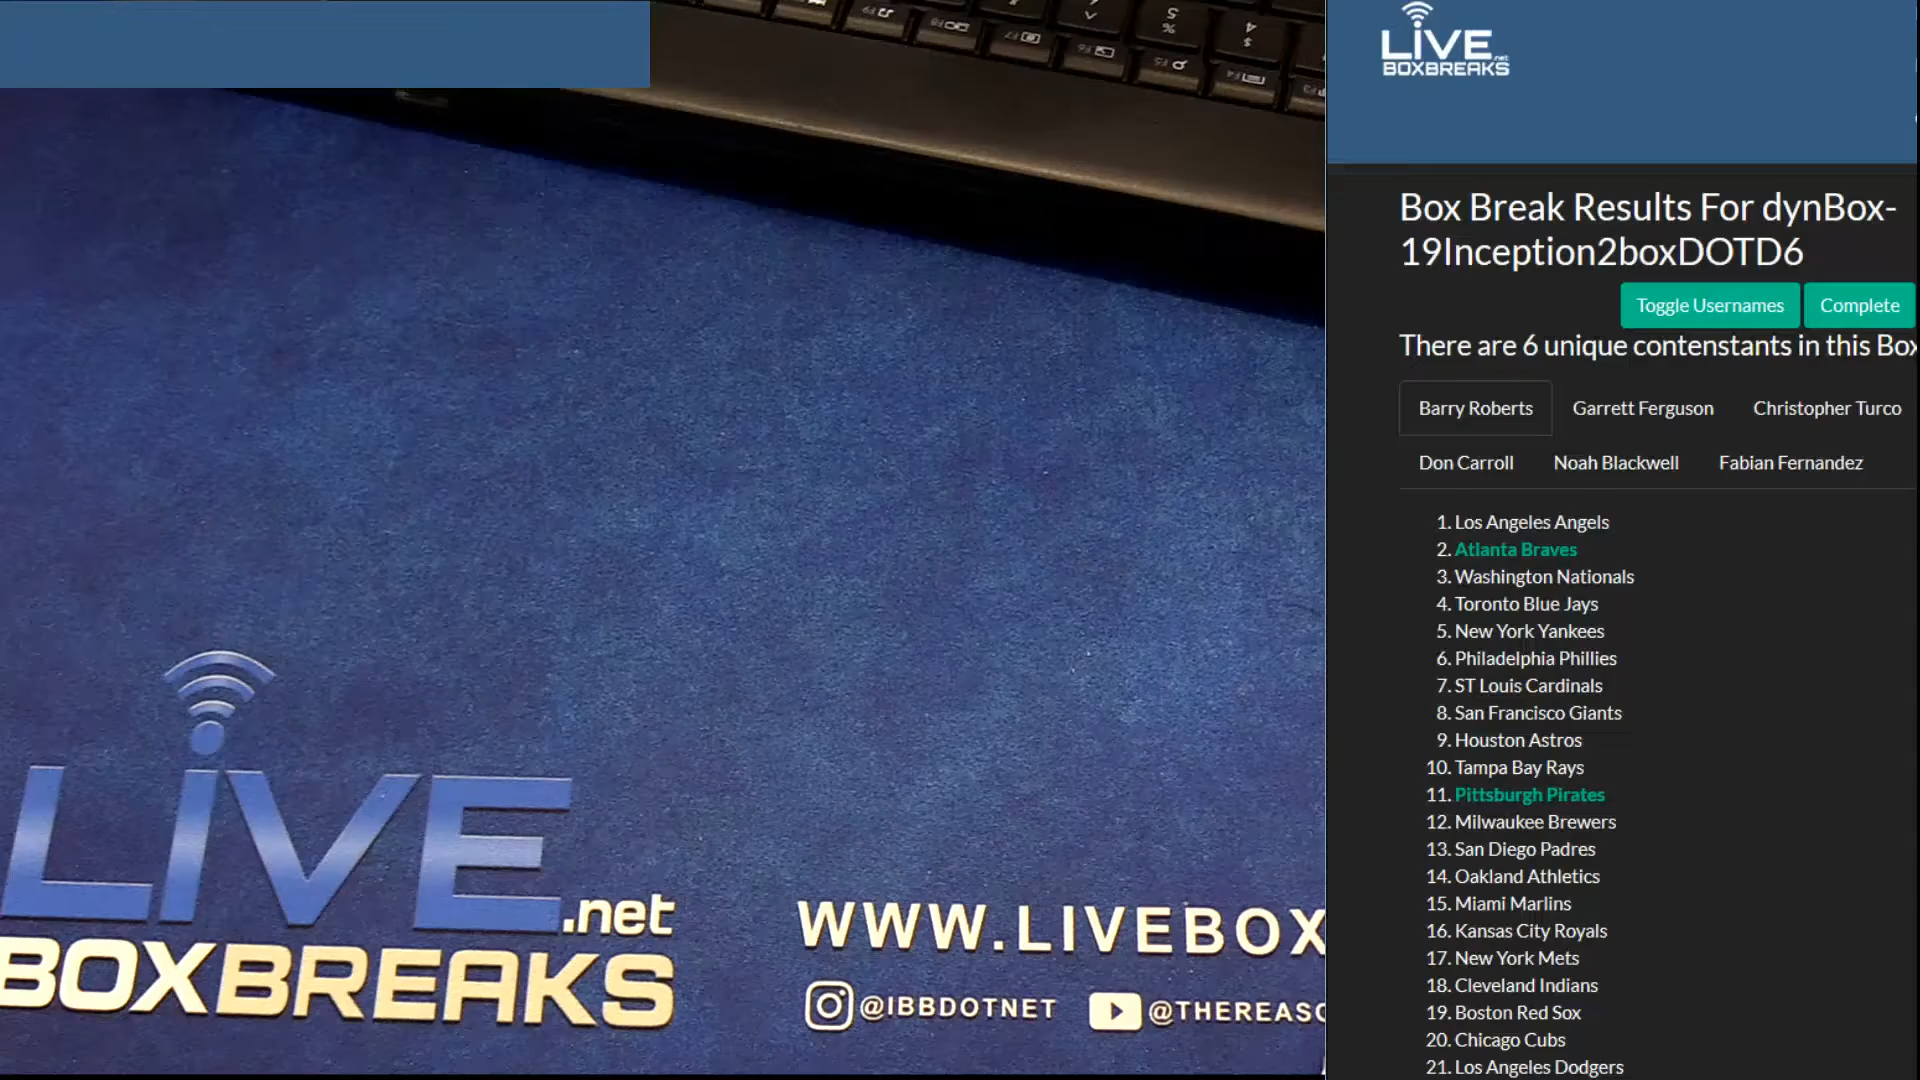 LIVE.net
BOXBREAKS
Box Break Results For dynBox-
19Inception2boxDOTD6
Toggle Usernames
Complete
There are 6 unique contenstants in this Box
Barry Roberts
Garrett Ferguson
Christopher Turco
Don Carroll
Noah Blackwell
Fabian Fernandez
1. Los Angeles Angels
2. Atlanta Braves
3. Washington Nationals
4. Toronto Blue Jays
5. New York Yankees
6. Philadelphia Phillies
7. ST Louis Cardinals
8. San Francisco Giants
9. Houston Astros
10. Tampa Bay Rays
11. Pittsburgh Pirates
12. Milwaukee Brewers
13. San Diego Padres
14. Oakland Athletics
15. Miami Marlins
16. Kansas City Royals
17. New York Mets
18. Cleveland Indians
19. Boston Red Sox
20. Chicago Cubs
21. Los Angeles Dodgers
LIVE.net
BOXBREAKS
WWW.LIVEBOX
@IBBDOTNET
@THEREASO